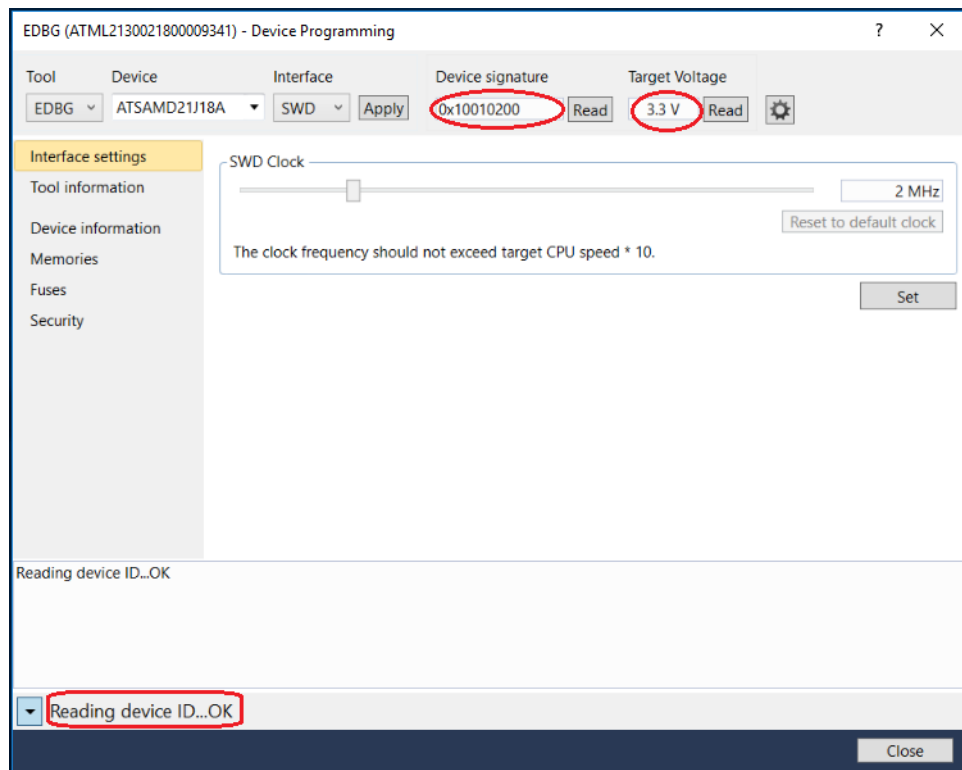 EDBG (ATML2130021800009341) - Device Programming
? ×
Tool Device Interface Device signature Target Voltage
EDBG ATSAMD21J18A SWD Apply 0x10010200 Read 3.3 V Read
Interface settings
Tool information
Device information
Memories
Fuses
Security
SWD Clock
2 MHz
Reset to default clock
The clock frequency should not exceed target CPU speed * 10.
Set
Reading device ID...OK
Reading device ID...OK
Close